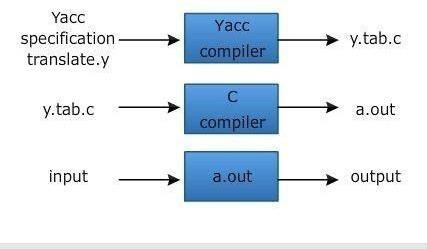 Yacc
specification
translate.y
Yacc
compiler
y.tab.c
y.tab.c
C
compiler
a.out
input
a.out
output